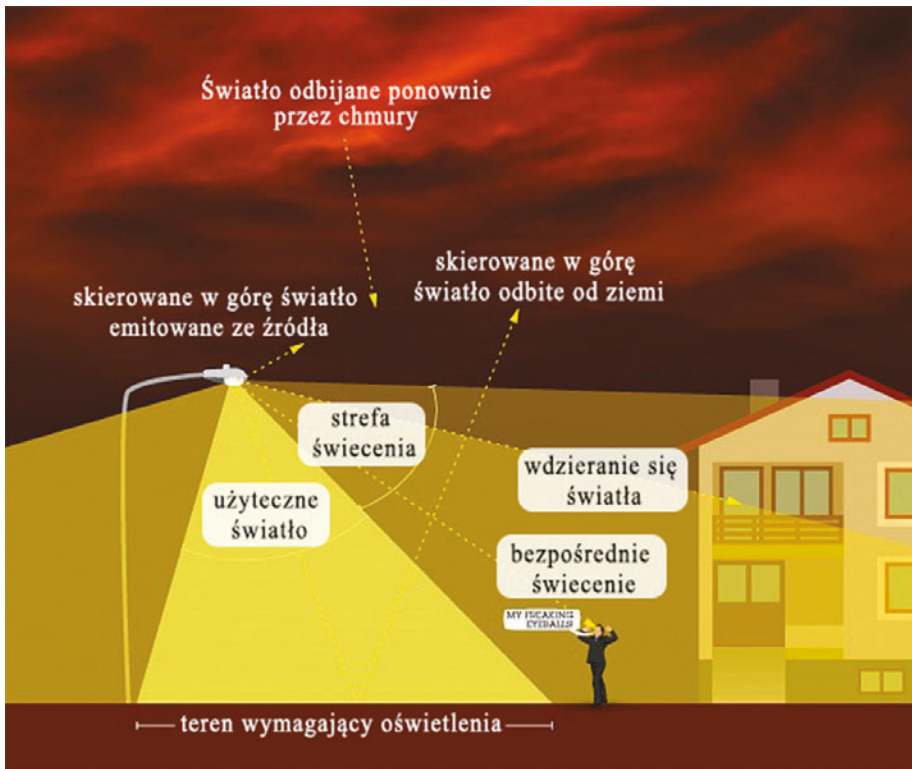 Światło odbijane ponownie
przez chmury
skierowane w górę
światło odbite od ziemi
skierowane w górę światło
emitowane ze źródła
strefa
świecenia
wdzieranie się
światła
użyteczne
światło
bezpośrednie
świecenie
MY FREAKING
EYEBALLS!
teren wymagający oświetlenia